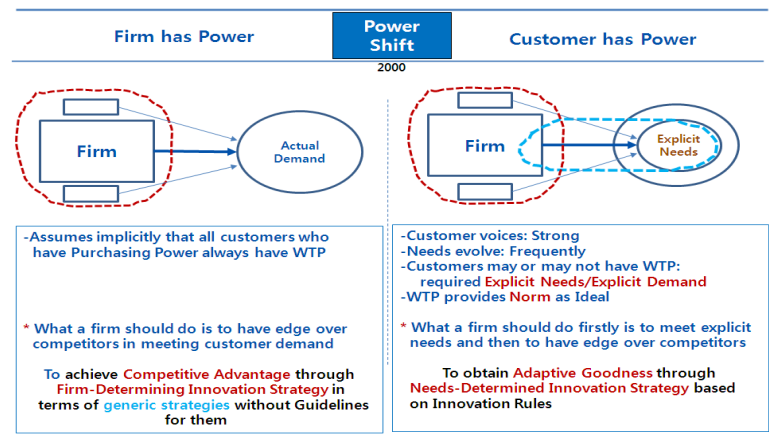 Firm has Power
Power
Shift
Customer has Power
2000
Firm
Actual
Demand
Firm
Explicit
Needs
-Assumes implicitly that all customers who
have Purchasing Power always have WTP
* What a firm should do is to have edge over
competitors in meeting customer demand
To achieve Competitive Advantage through
Firm-Determining Innovation Strategy in
terms of generic strategies without Guidelines
for them
-Customer voices: Strong
-Needs evolve: Frequently
-Customers may or may not have WTP:
required Explicit Needs/Explicit Demand
-WTP provides Norm as Ideal
* What a firm should do firstly is to meet explicit
needs and then to have edge over competitors
To obtain Adaptive Goodness through
Needs-Determined Innovation Strategy based
on Innovation Rules